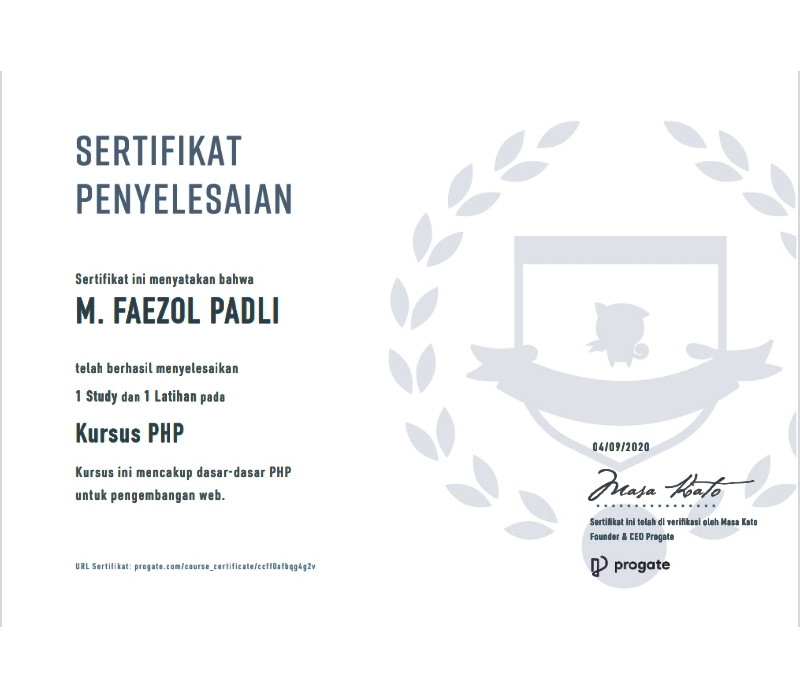 SERTIFIKAT
PENYELESAIAN
Sertifikat ini menyatakan bahwa
M. FAEZOL PADLI
telah berhasil menyelesaikan
1 Study dan 1 Latihan pada
Kursus PHP
Kursus ini mencakup dasar-dasar PHP
untuk pengembangan web.
URL Sertifikat: progate.com/course_certificate/ccff0afbqg4g2v
04/09/2020
Masa Kato
Sertifikat ini telah di verifikasi oleh Masa Kato
Founder & CEO Progate
progate